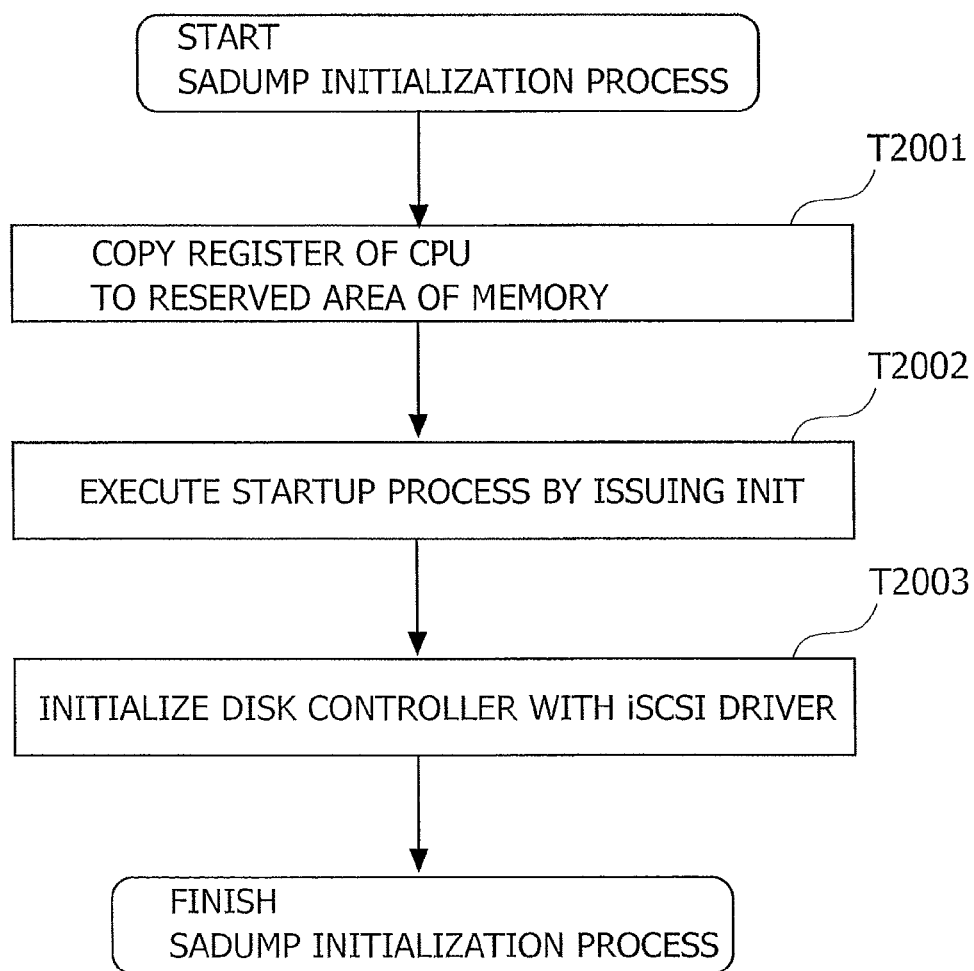 START
SADUMP INITIALIZATION PROCESS
T2001
COPY REGISTER OF CPU
TO RESERVED AREA OF MEMORY
T2002
EXECUTE STARTUP PROCESS BY ISSUING INIT
T2003
INITIALIZE DISK CONTROLLER WITH iSCSI DRIVER
FINISH
SADUMP INITIALIZATION PROCESS